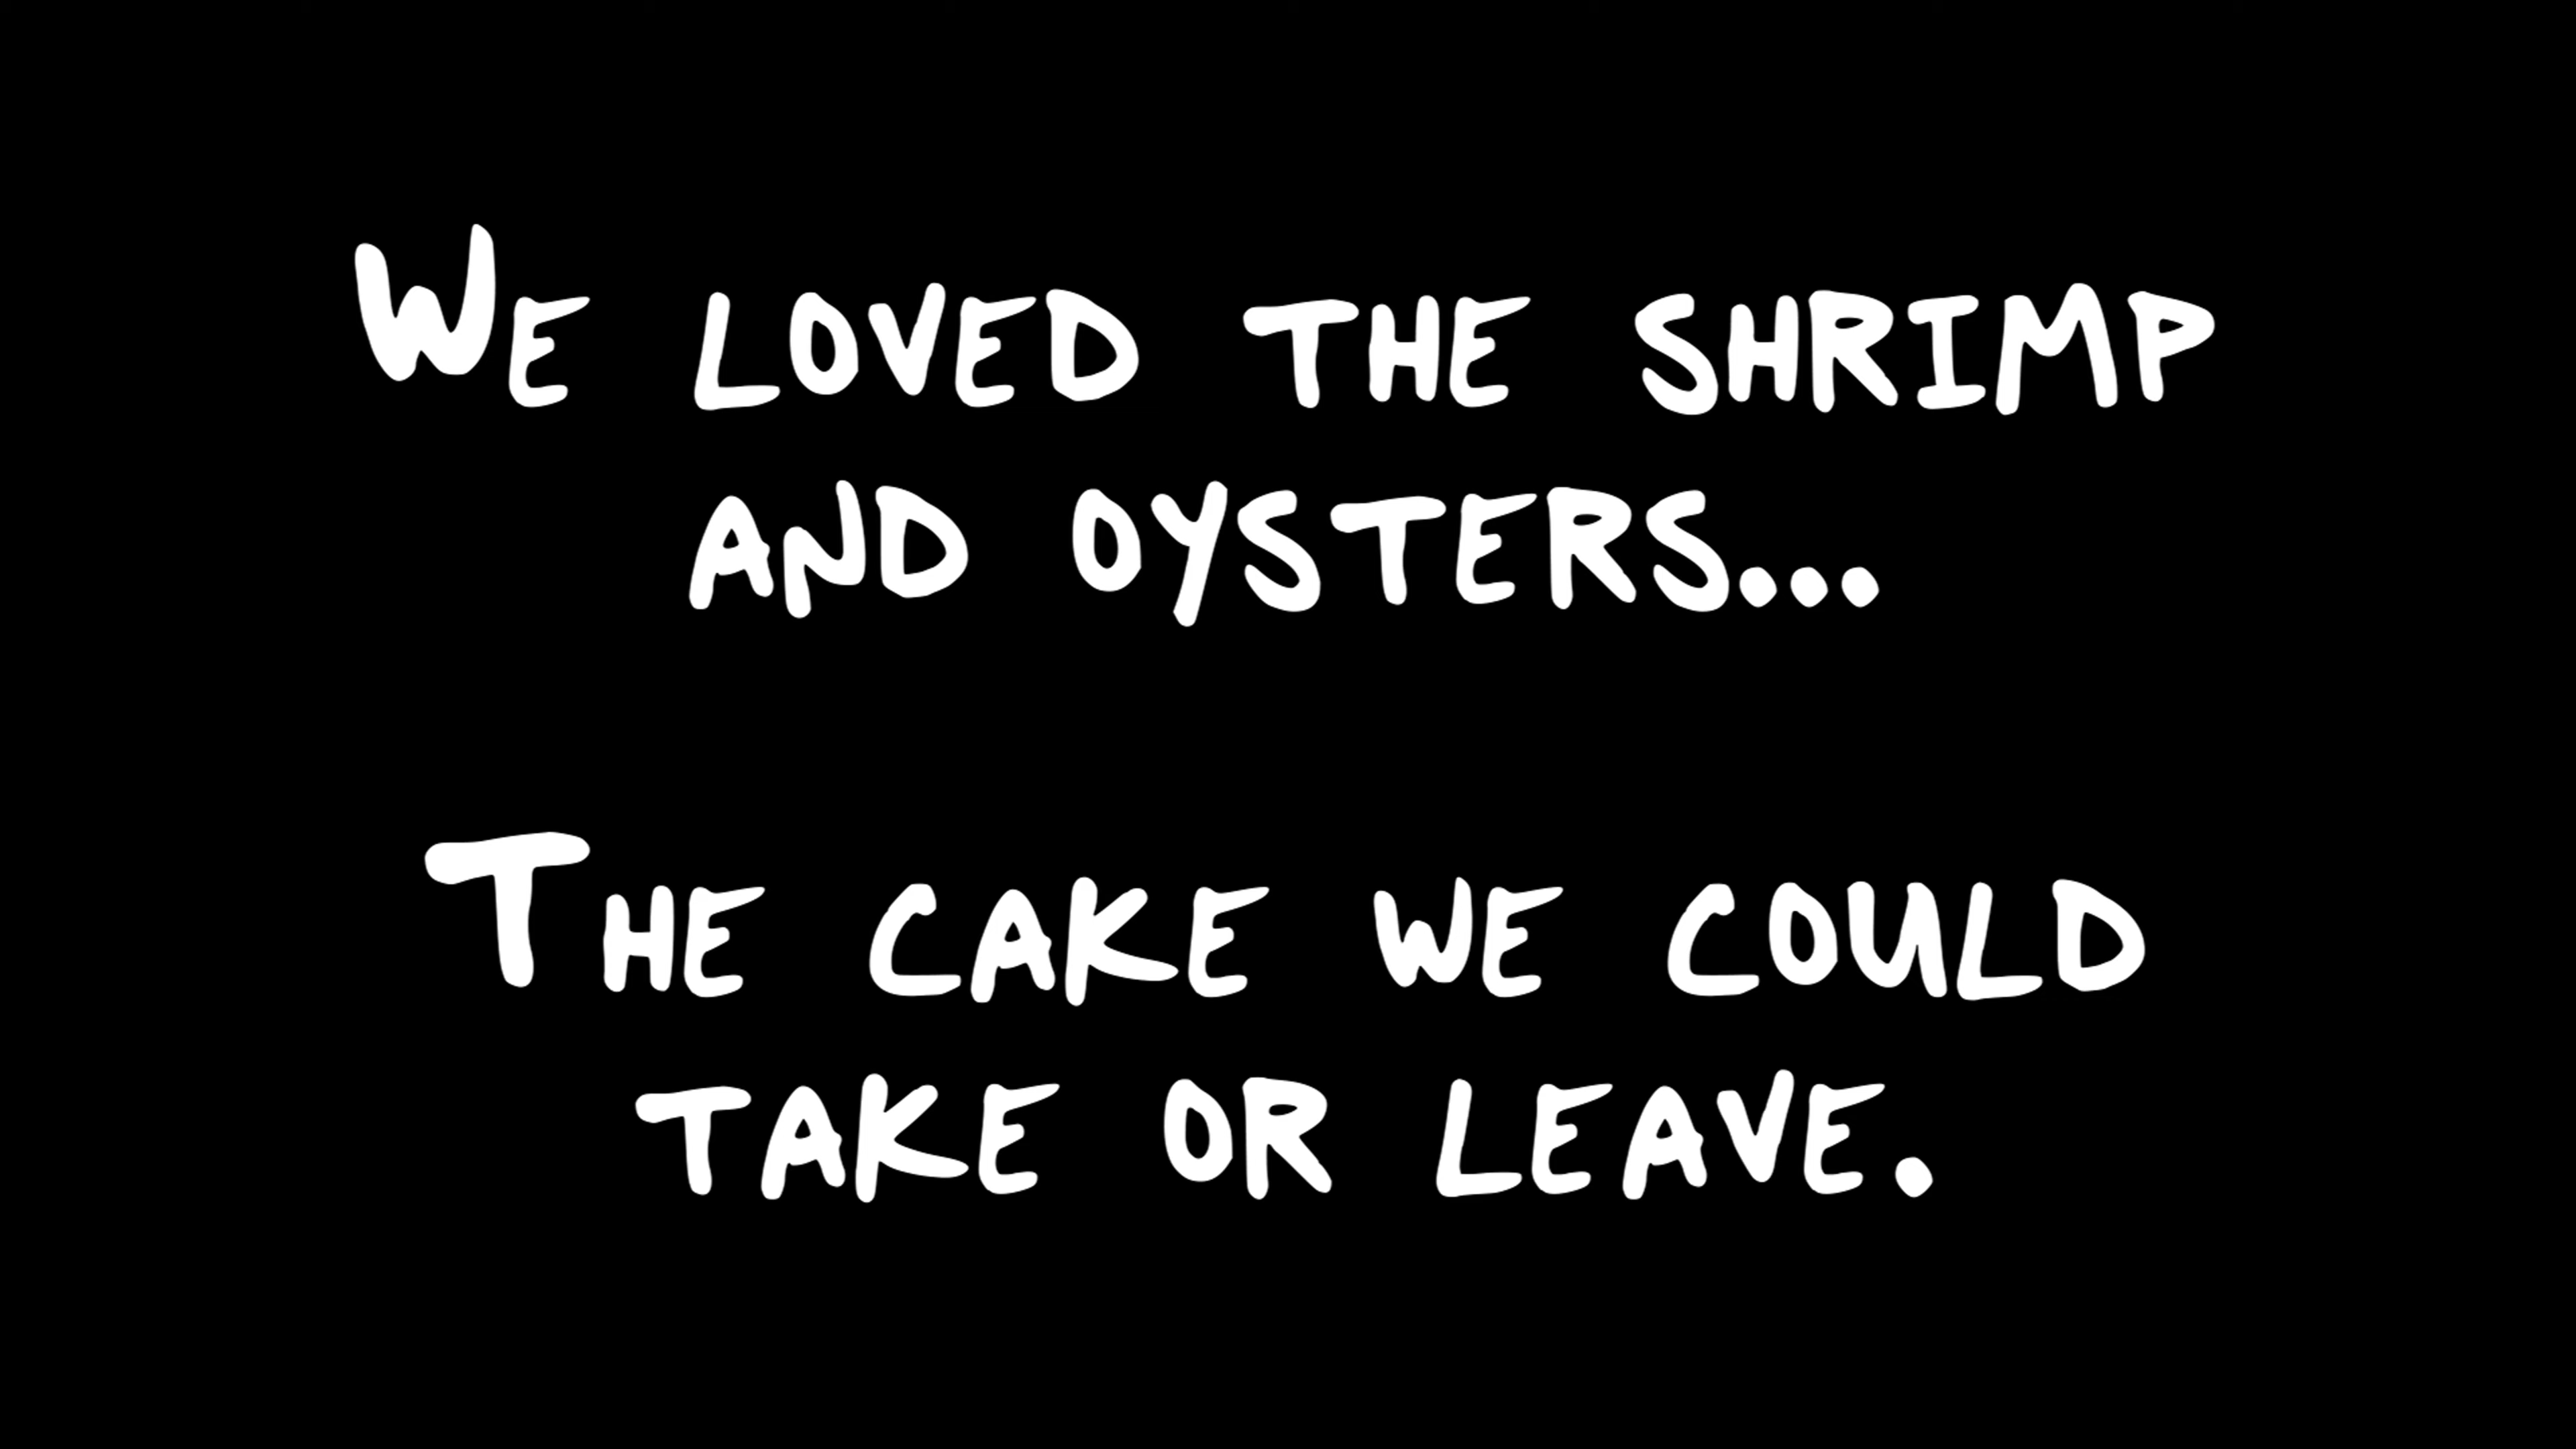 We loved the shrimp
and oysters...
The cake we could
take or leave.